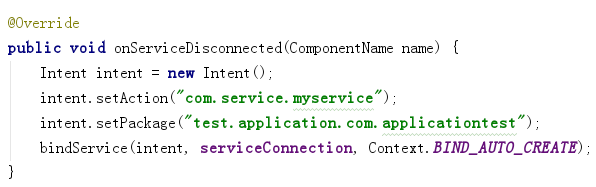 @Override
public void onServiceDisconnected(ComponentName name) {
    Intent intent = new Intent();
    intent.setAction("com.service.myservice");
    intent.setPackage("test.application.com.applicationtest");
    bindService(intent, serviceConnection, Context.BIND_AUTO_CREATE);
}